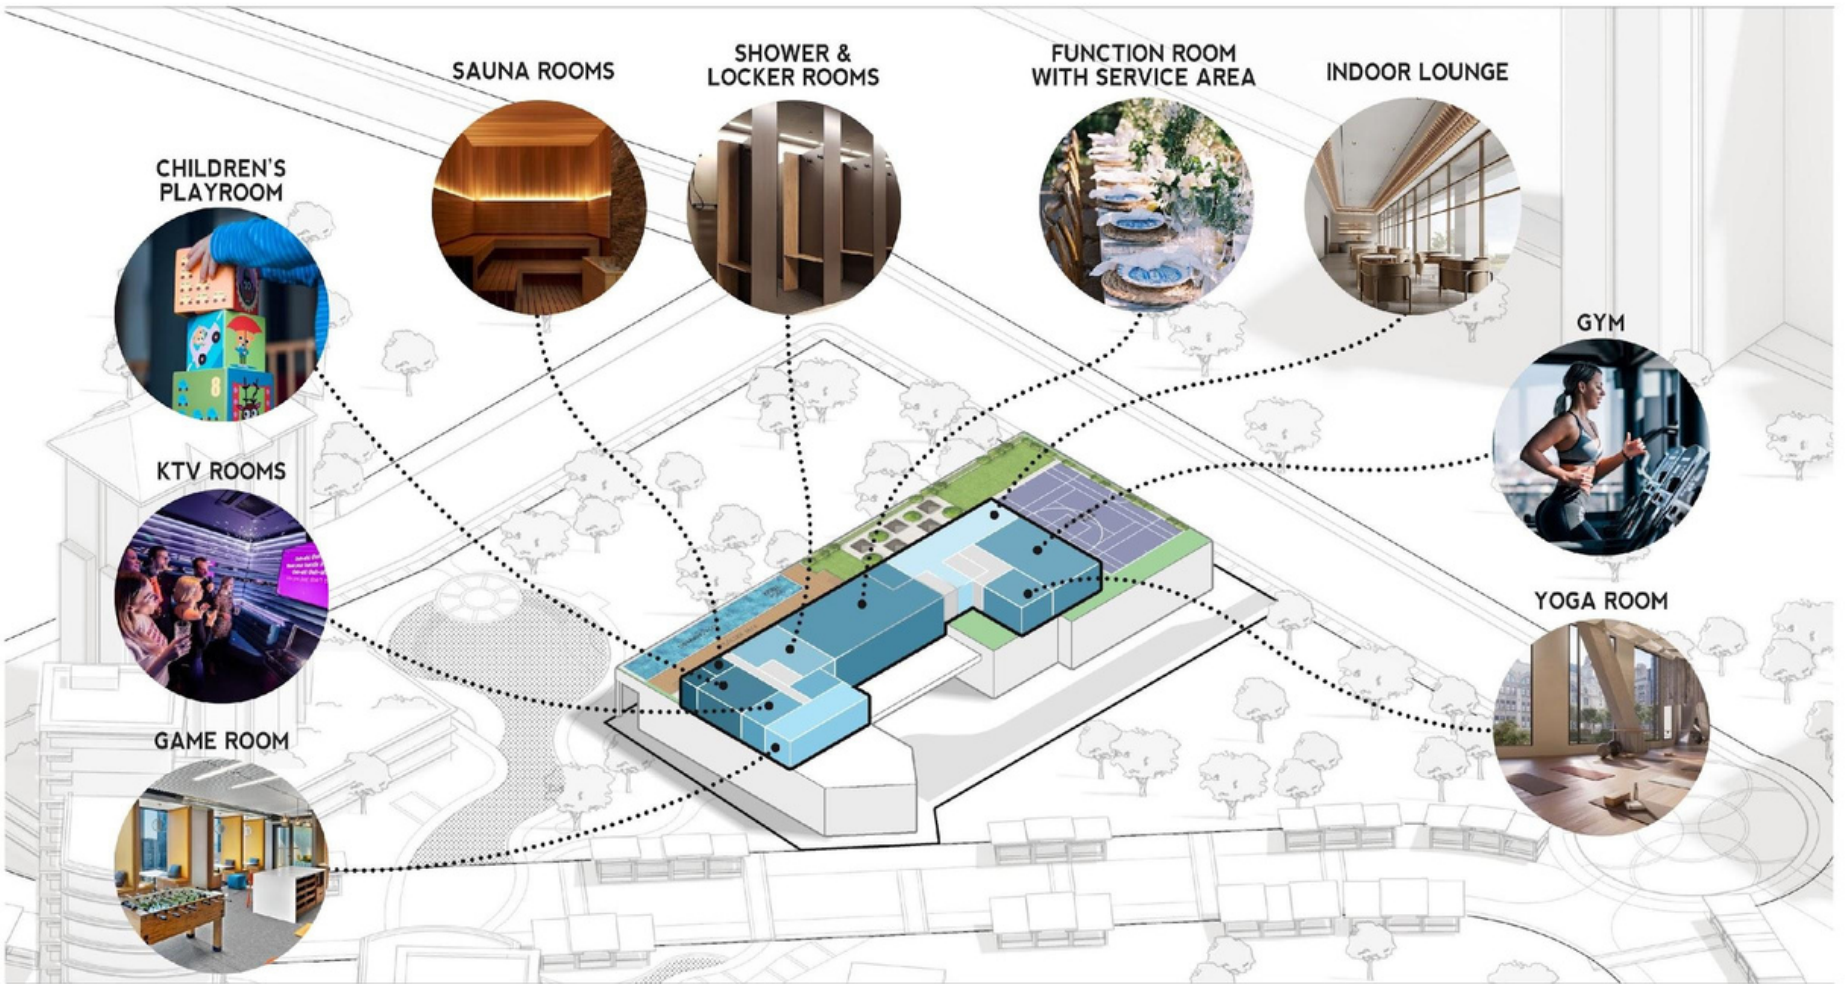 SAUNA ROOMS
SHOWER &
LOCKER ROOMS
FUNCTION ROOM
WITH SERVICE AREA
INDOOR LOUNGE
CHILDREN'S
PLAYROOM
GYM
KTV ROOMS
8
YOGA ROOM
GAME ROOM